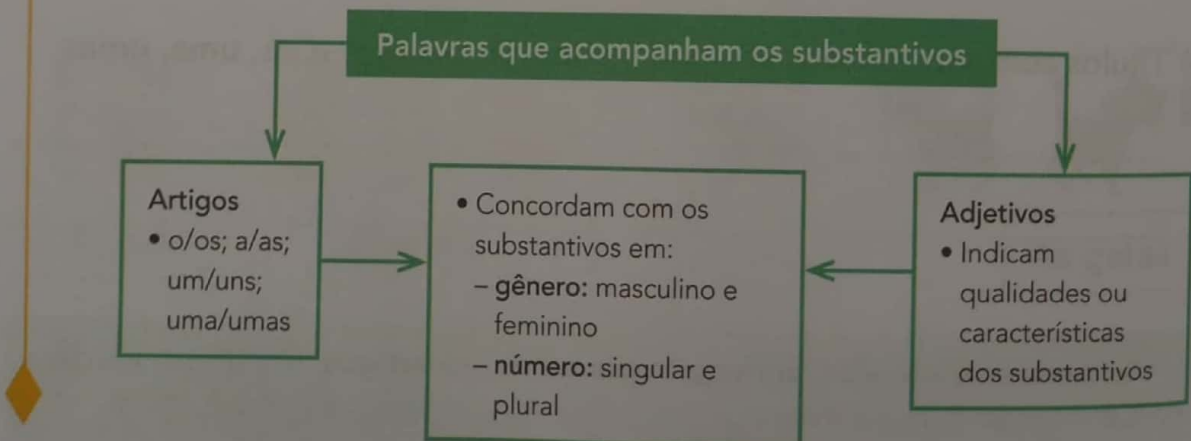 Palavras que acompanham os substantivos
Artigos
• o/os; a/as;
um/uns;
uma/umas
• Concordam com os
substantivos em:
– gênero: masculino e
feminino
– número: singular e
plural
Adjetivos
• Indicam
qualidades ou
características
dos substantivos